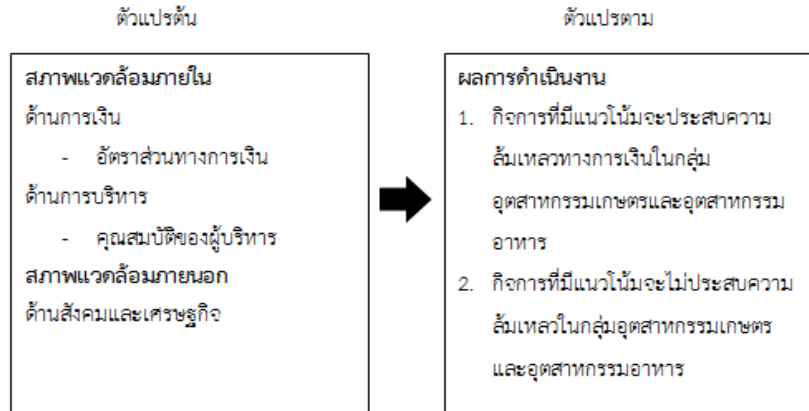 ตัวแปรต้น
สภาพแวดล้อมภายใน
ด้านการเงิน
- อัตราส่วนทางการเงิน
ด้านการบริหาร
- คุณสมบัติของผู้บริหาร
สภาพแวดล้อมภายนอก
ด้านสังคมและเศรษฐกิจ
ตัวแปรตาม
ผลการดำเนินงาน
1. กิจการที่มีแนวโน้มจะประสบความ
ล้มเหลวทางการเงินในกลุ่ม
อุตสาหกรรมเกษตรและอุตสาหกรรม
อาหาร
2. กิจการที่มีแนวโน้มจะไม่ประสบความ
ล้มเหลวในกลุ่มอุตสาหกรรมเกษตร
และอุตสาหกรรมอาหาร